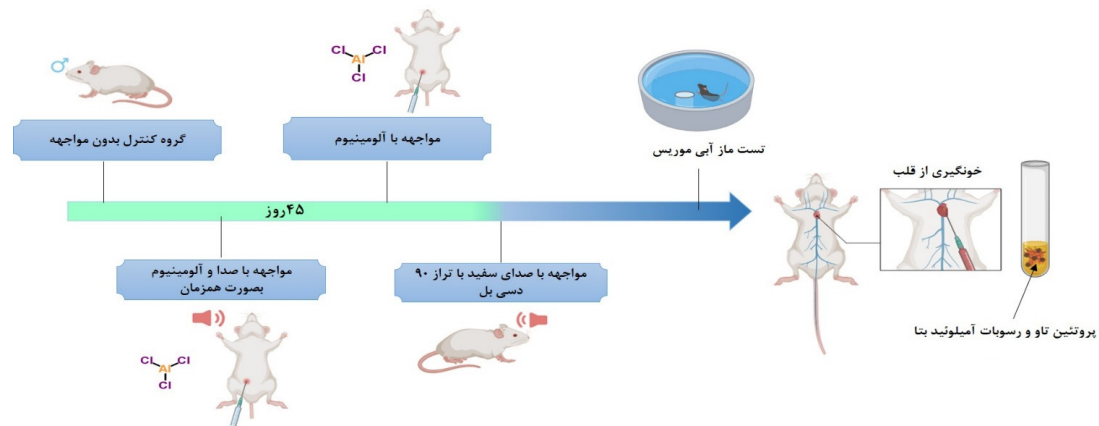 Cl
Cl
Al
Cl
گروه کنترل بدون مواجهه
مواجهه با آلومینیوم
تست ماز آبی موریس
خونگیری از قلب
۴۵روز
مواجهه با صدا و آلومینیوم
بصورت همزمان
مواجهه با صدای سفید با تراز ۹۰
دسی بل
Cl
Cl
Al
Cl
پروتئین تاو و رسوبات آمیلوئید بتا